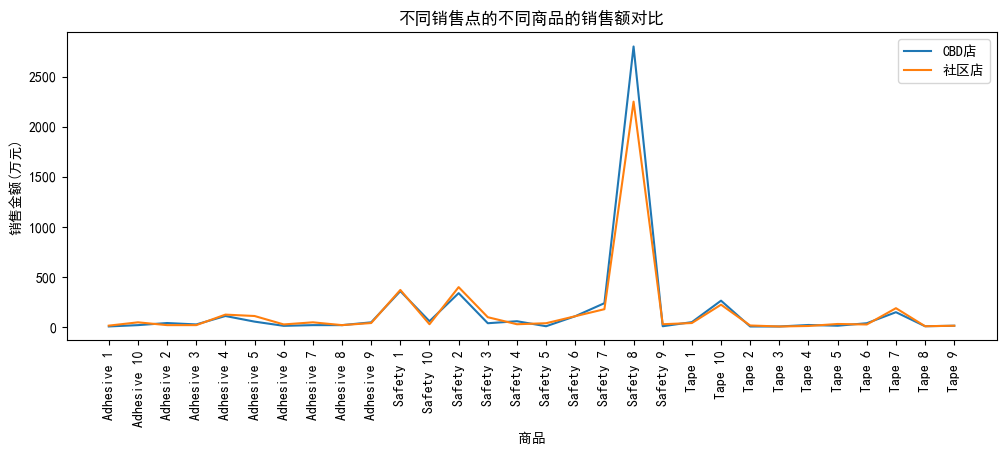 不同销售点的不同商品的销售额对比
CBD店
社区店
销售金额(万元)
2500
2000
1500
1000
500
0
Adhesive 1
Adhesive 10
Adhesive 2
Adhesive 3
Adhesive 4
Adhesive 5
Adhesive 6
Adhesive 7
Adhesive 8
Adhesive 9
Safety 1
Safety 10
Safety 2
Safety 3
Safety 4
Safety 5
Safety 6
Safety 7
Safety 8
Safety 9
Tape 1
Tape 10
Tape 2
Tape 3
Tape 4
Tape 5
Tape 6
Tape 7
Tape 8
Tape 9
商品